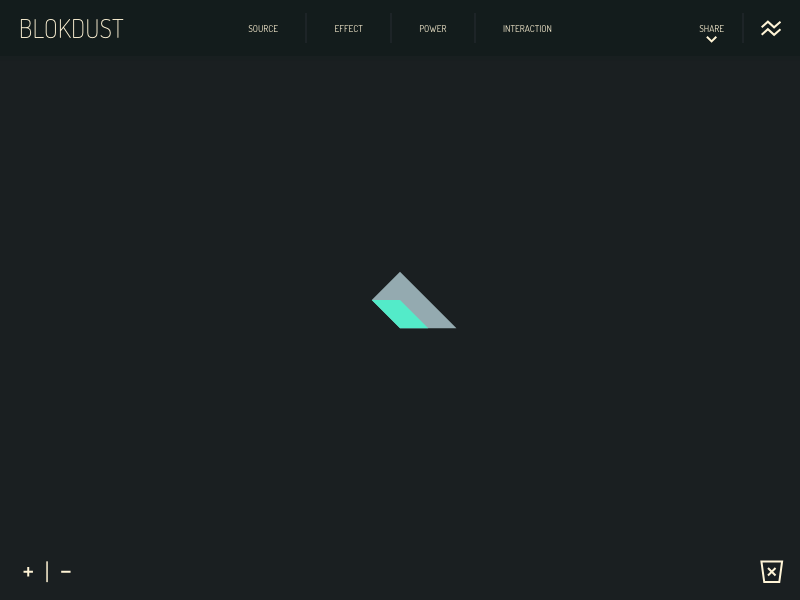 BLOKDUST
SOURCE
EFFECT
POWER
INTERACTION
SHARE